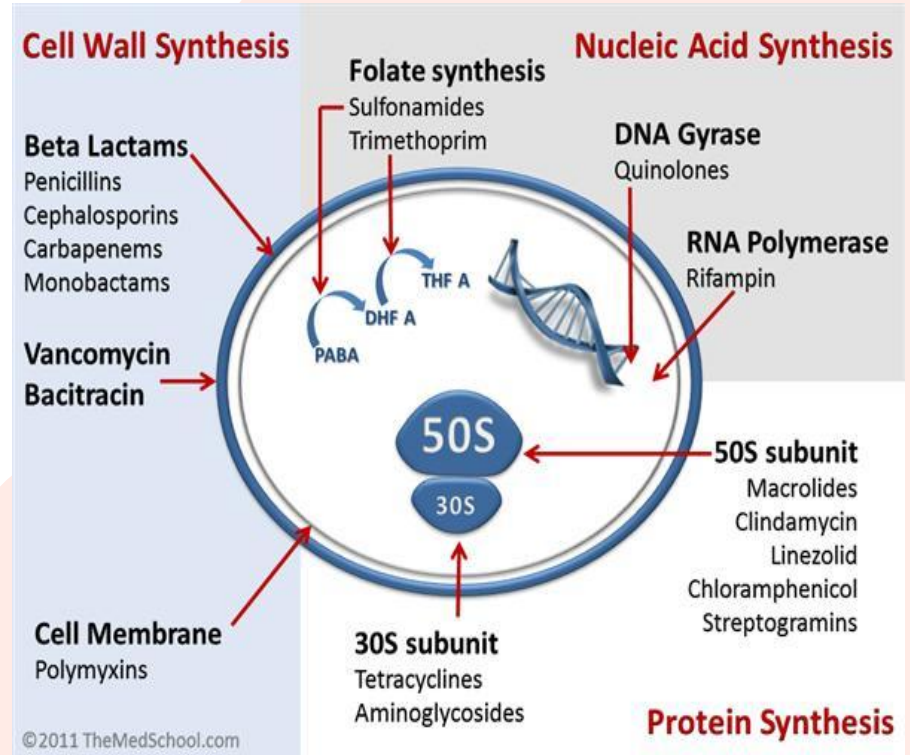 Cell Wall Synthesis
Nucleic Acid Synthesis
Folate synthesis
Sulfonamides
Trimethoprim
DNA Gyrase
Quinolones
Beta Lactams
Penicillins
Cephalosporins
Carbapenems
Monobactams
RNA Polymerase
Rifampin
THF A
DHF A
PABA
Vancomycin
Bacitracin
50S
30S
50S subunit
Macrolides
Clindamycin
Linezolid
Chloramphenicol
Streptogramins
Cell Membrane
Polymyxins
30S subunit
Tetracyclines
Aminoglycosides
Protein Synthesis
©2011 TheMedSchool.com